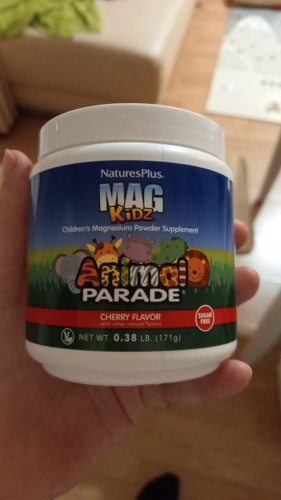 NaturesPlus.
MAG
KidZ
Children's Magnesium Powder Supplement
Animal
PARADE
CHERRY FLAVOR
with other natural flavors
SUGAR
FREE
NET WT. 0.38 LB. (171g)